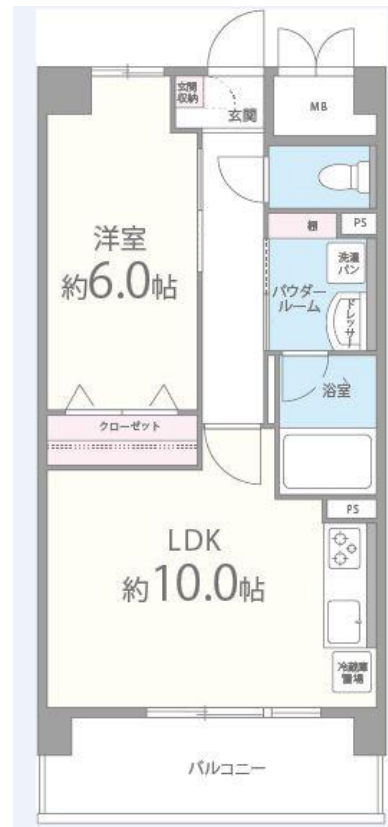 玄関
収納
玄関
MB
洋室
約6.0帖
棚
PS
洗濯
パン
パウダー
ルーム
ドレッサー
浴室
クローゼット
PS
LDK
約10.0帖
冷蔵庫
置場
バルコニー